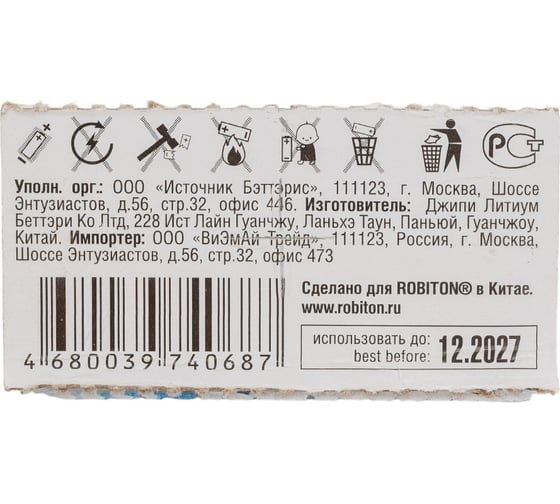 Уполн. орг.: ООО «Источник Бэттэрис», 111123, г. Москва, Шоссе
Энтузиастов, д.56, стр.32, офис 446. Изготовитель: Джипи Литиум
Беттэри Ко Лтд, 228 Ист Лайн Гуанчжу, Ланьхэ Таун, Паньюй, Гуанчжоу,
Китай. Импортер: ООО «ВиЭмАй Трейд», 111123, Россия, г. Москва,
Шоссе Энтузиастов, д.56, стр.32, офис 473
Сделано для ROBITON® в Китае.
www.robiton.ru
использовать до:
best before: 12.2027
4 680039 740687